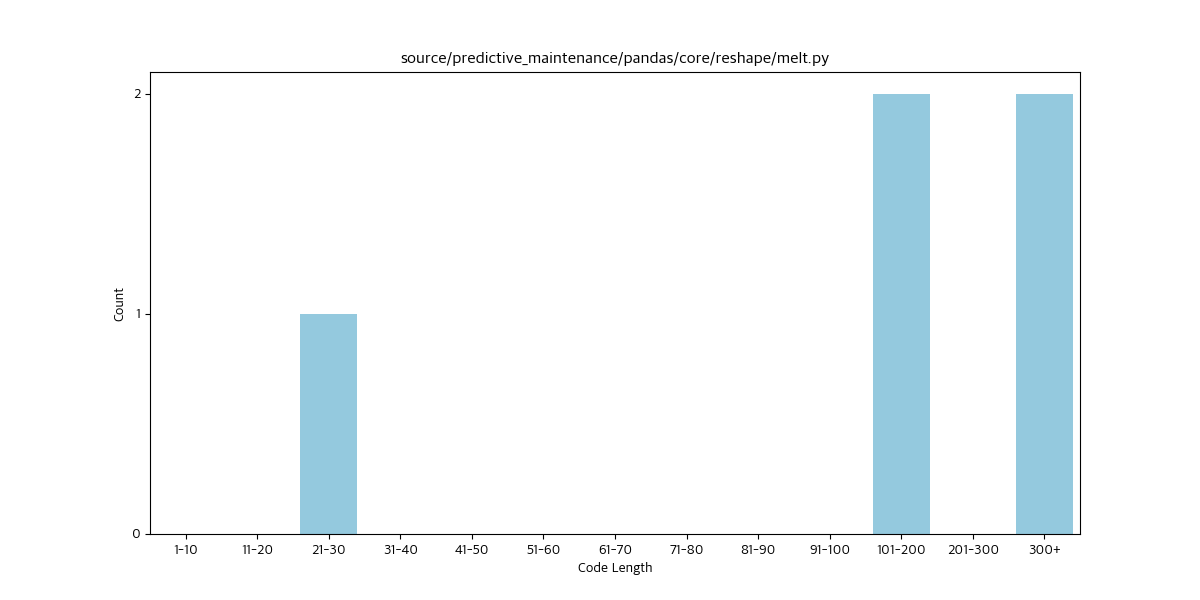 source/predictive_maintenance/pandas/core/reshape/melt.py
2
1
0
Count
1-10 11-20 21-30 31-40 41-50 51-60 61-70 71-80 81-90 91-100 101-200 201-300 300+
Code Length